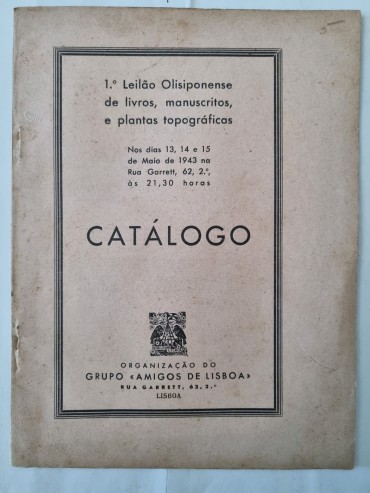 1.º Leilão Olisiponense
de livros, manuscritos,
e plantas topográficas
Nos dias 13, 14 e 15
de Maio de 1943 na
Rua Garrett, 62, 2.º,
às 21,30 horas
CATÁLOGO
ORGANIZAÇÃO DO
GRUPO «AMIGOS DE LISBOA»
RUA GARRETT, 62, 2.º
LISBOA